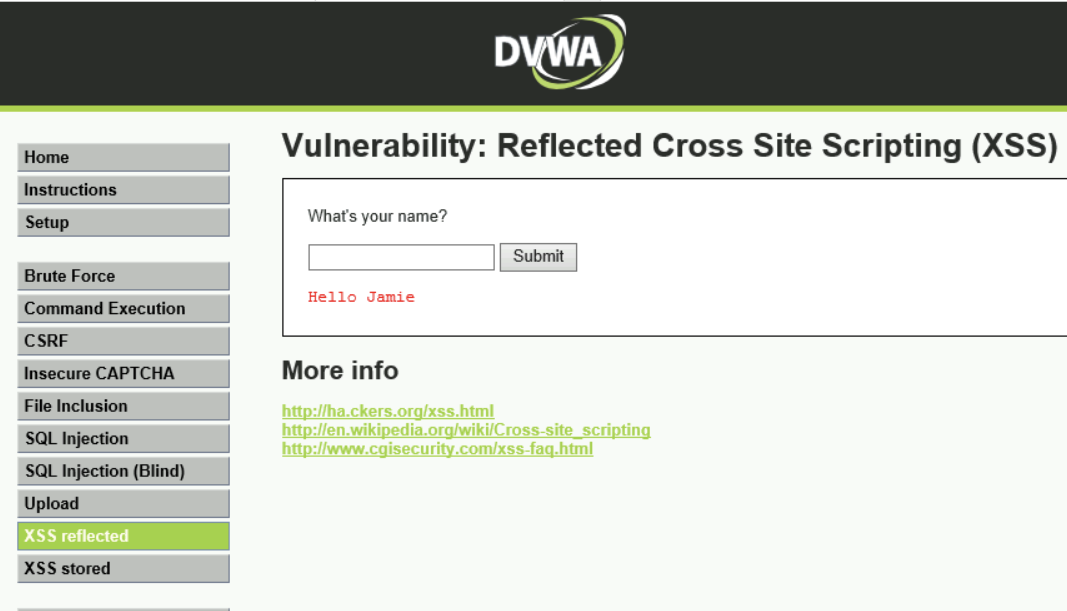 DVWA
Home
Instructions
Setup
Brute Force
Command Execution
CSRF
Insecure CAPTCHA
File Inclusion
SQL Injection
SQL Injection (Blind)
Upload
XSS reflected
XSS stored
Vulnerability: Reflected Cross Site Scripting (XSS)
What's your name?
Submit
Hello Jamie
More info
http://ha.ckers.org/xss.html
http://en.wikipedia.org/wiki/Cross-site_scripting
http://www.cgisecurity.com/xss-faq.html